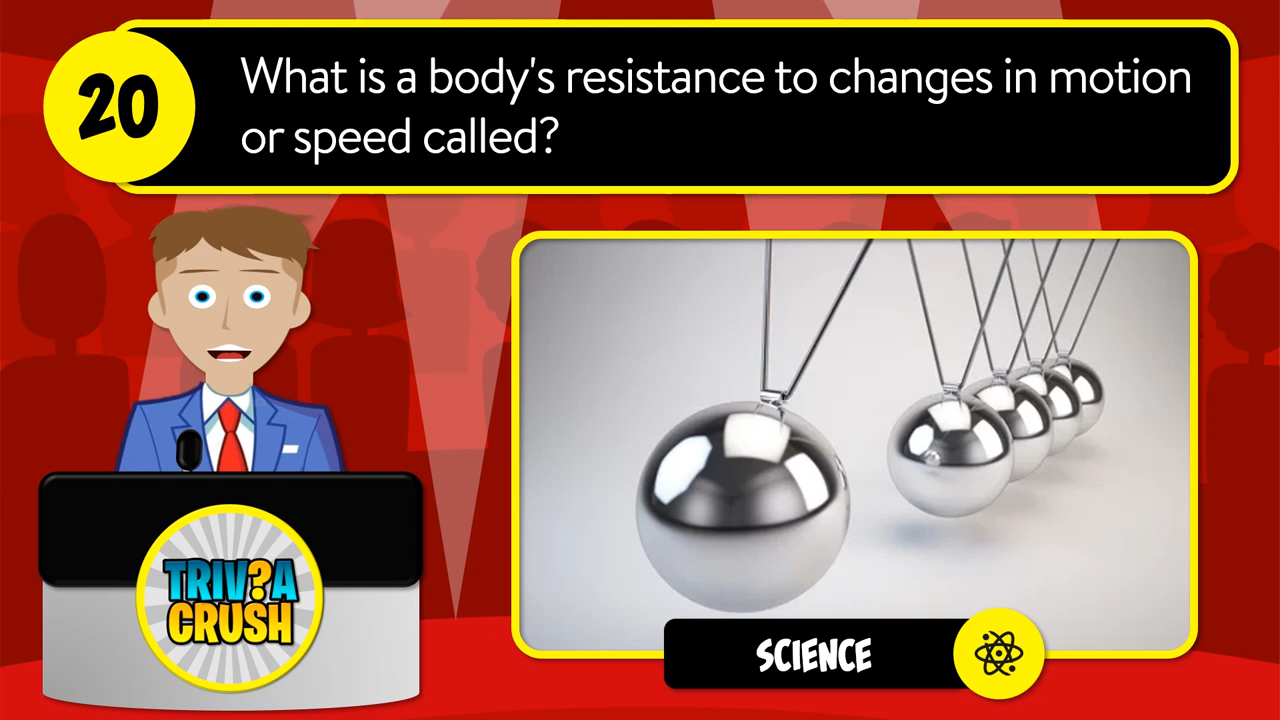 20
What is a body's resistance to changes in motion
or speed called?
TRIV?A
CRUSH
SCIENCE